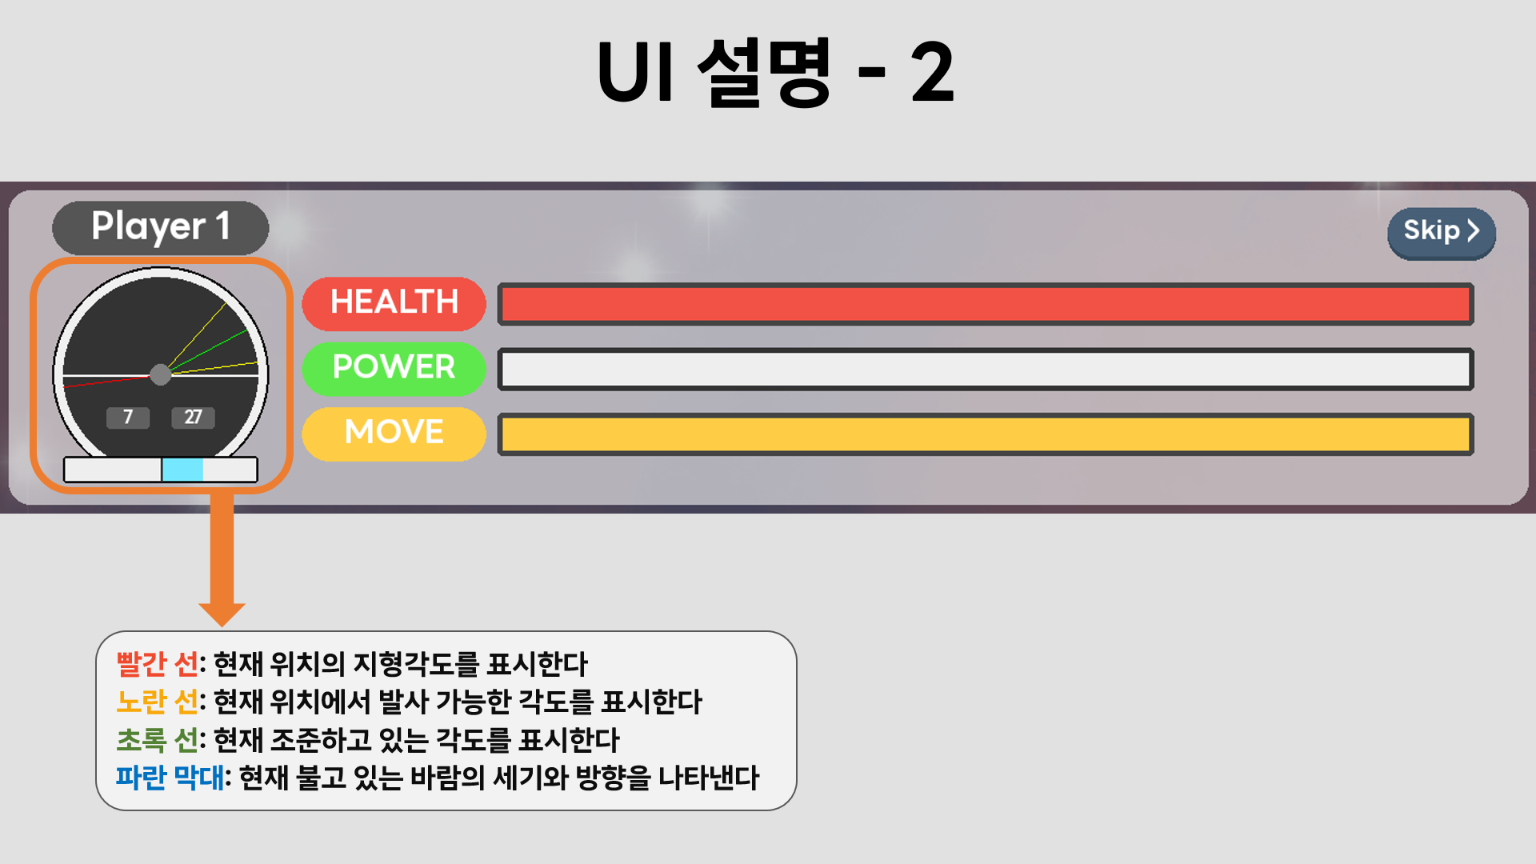 UI 설명 - 2
Player 1
Skip >
HEALTH
POWER
MOVE
7 27
빨간 선: 현재 위치의 지형각도를 표시한다
노란 선: 현재 위치에서 발사 가능한 각도를 표시한다
초록 선: 현재 조준하고 있는 각도를 표시한다
파란 막대: 현재 불고 있는 바람의 세기와 방향을 나타낸다